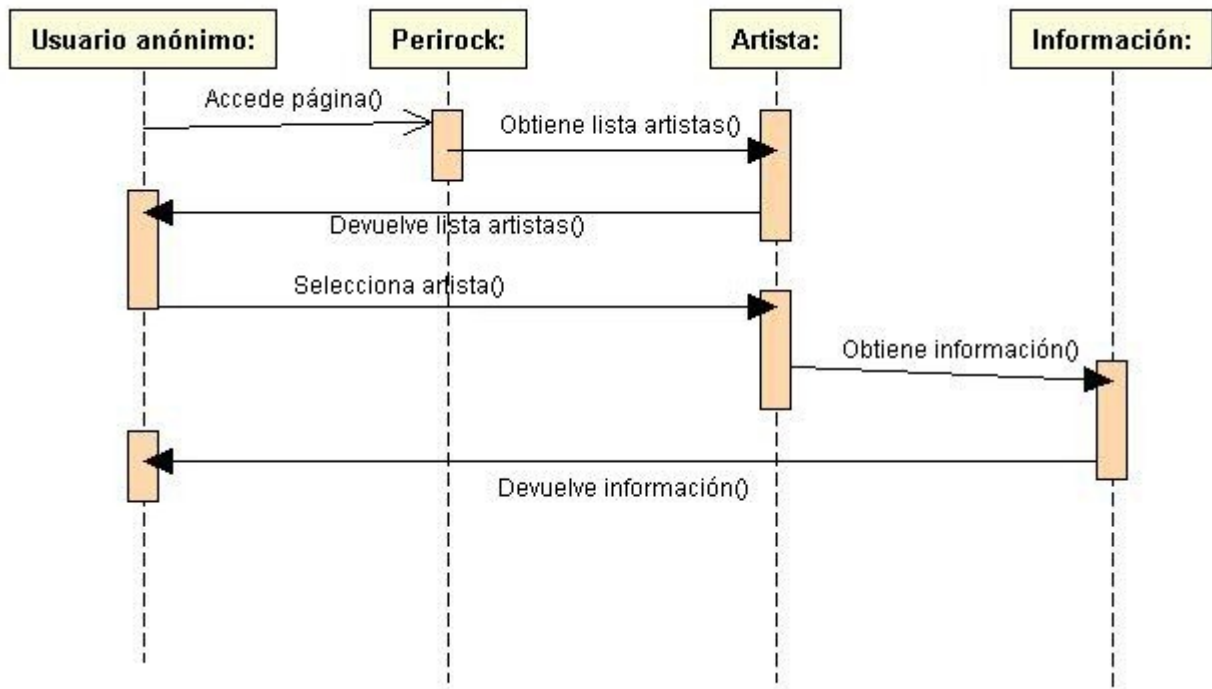 Usuario anónimo:
Perirock:
Artista:
Información:
Accede página()
Obtiene lista artistas()
Devuelve lista artistas()
Selecciona artista()
Obtiene información()
Devuelve información()